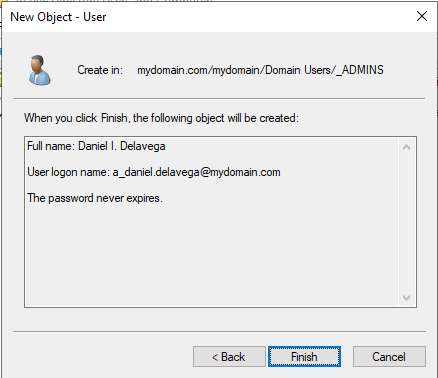 New Object - User
Create in: mydomain.com/mydomain/Domain Users/_ADMINS
When you click Finish, the following object will be created:
Full name: Daniel I. Delavega
User logon name: a_daniel.delavega@mydomain.com
The password never expires.
< Back
Finish
Cancel